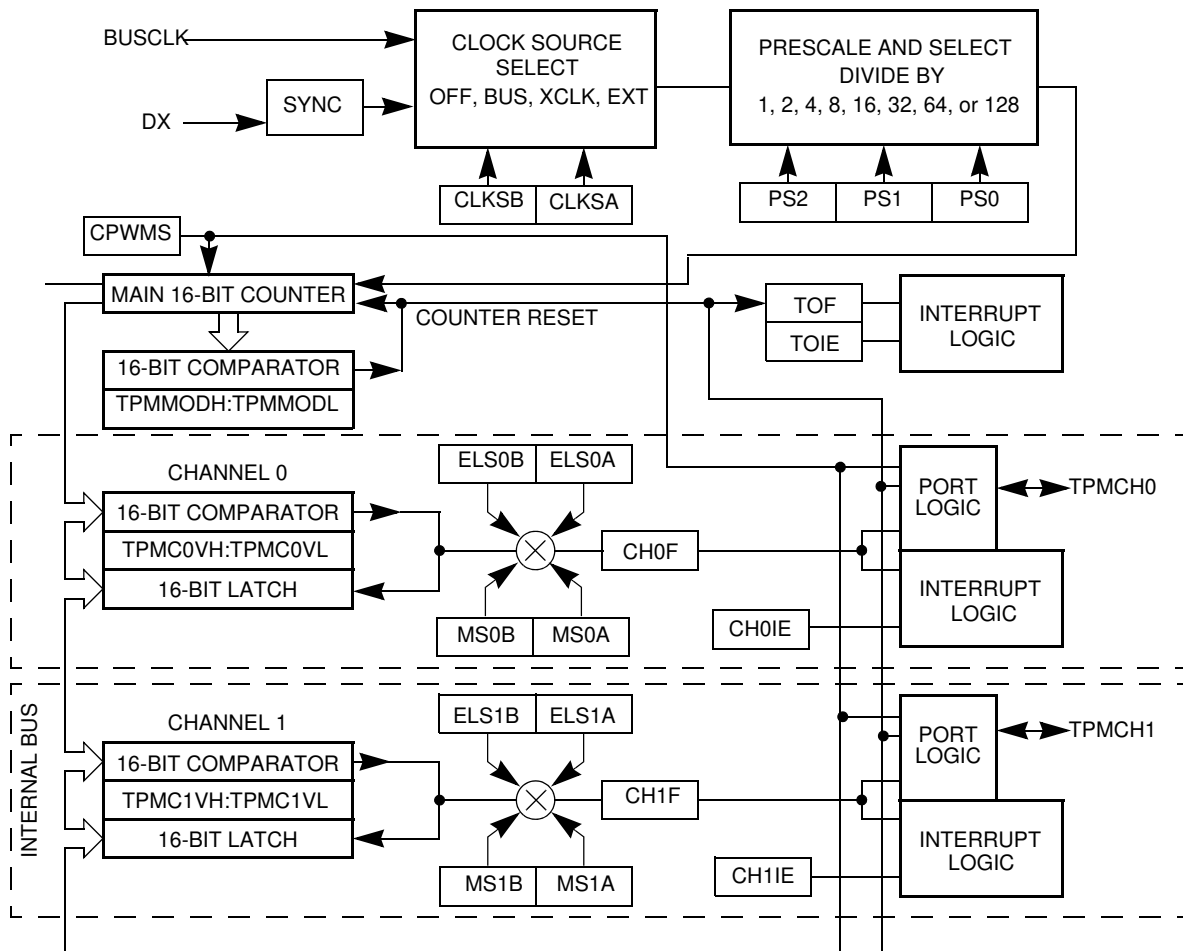 BUSCLK
CLOCK SOURCE
SELECT
OFF, BUS, XCLK, EXT
PRESCALE AND SELECT
DIVIDE BY
1, 2, 4, 8, 16, 32, 64, or 128
SYNC
DX
CLKSB
CLKSA
PS2
PS1
PS0
CPWMS
MAIN 16-BIT COUNTER
COUNTER RESET
TOF
TOIE
INTERRUPT
LOGIC
16-BIT COMPARATOR
TPMMODH:TPMMODL
CHANNEL 0
ELS0B
ELS0A
16-BIT COMPARATOR
TPMC0VH:TPMC0VL
16-BIT LATCH
CH0F
PORT
LOGIC
TPMCH0
INTERRUPT
LOGIC
MS0B
MS0A
CH0IE
INTERNAL BUS
CHANNEL 1
ELS1B
ELS1A
16-BIT COMPARATOR
TPMC1VH:TPMC1VL
16-BIT LATCH
CH1F
PORT
LOGIC
TPMCH1
INTERRUPT
LOGIC
MS1B
MS1A
CH1IE